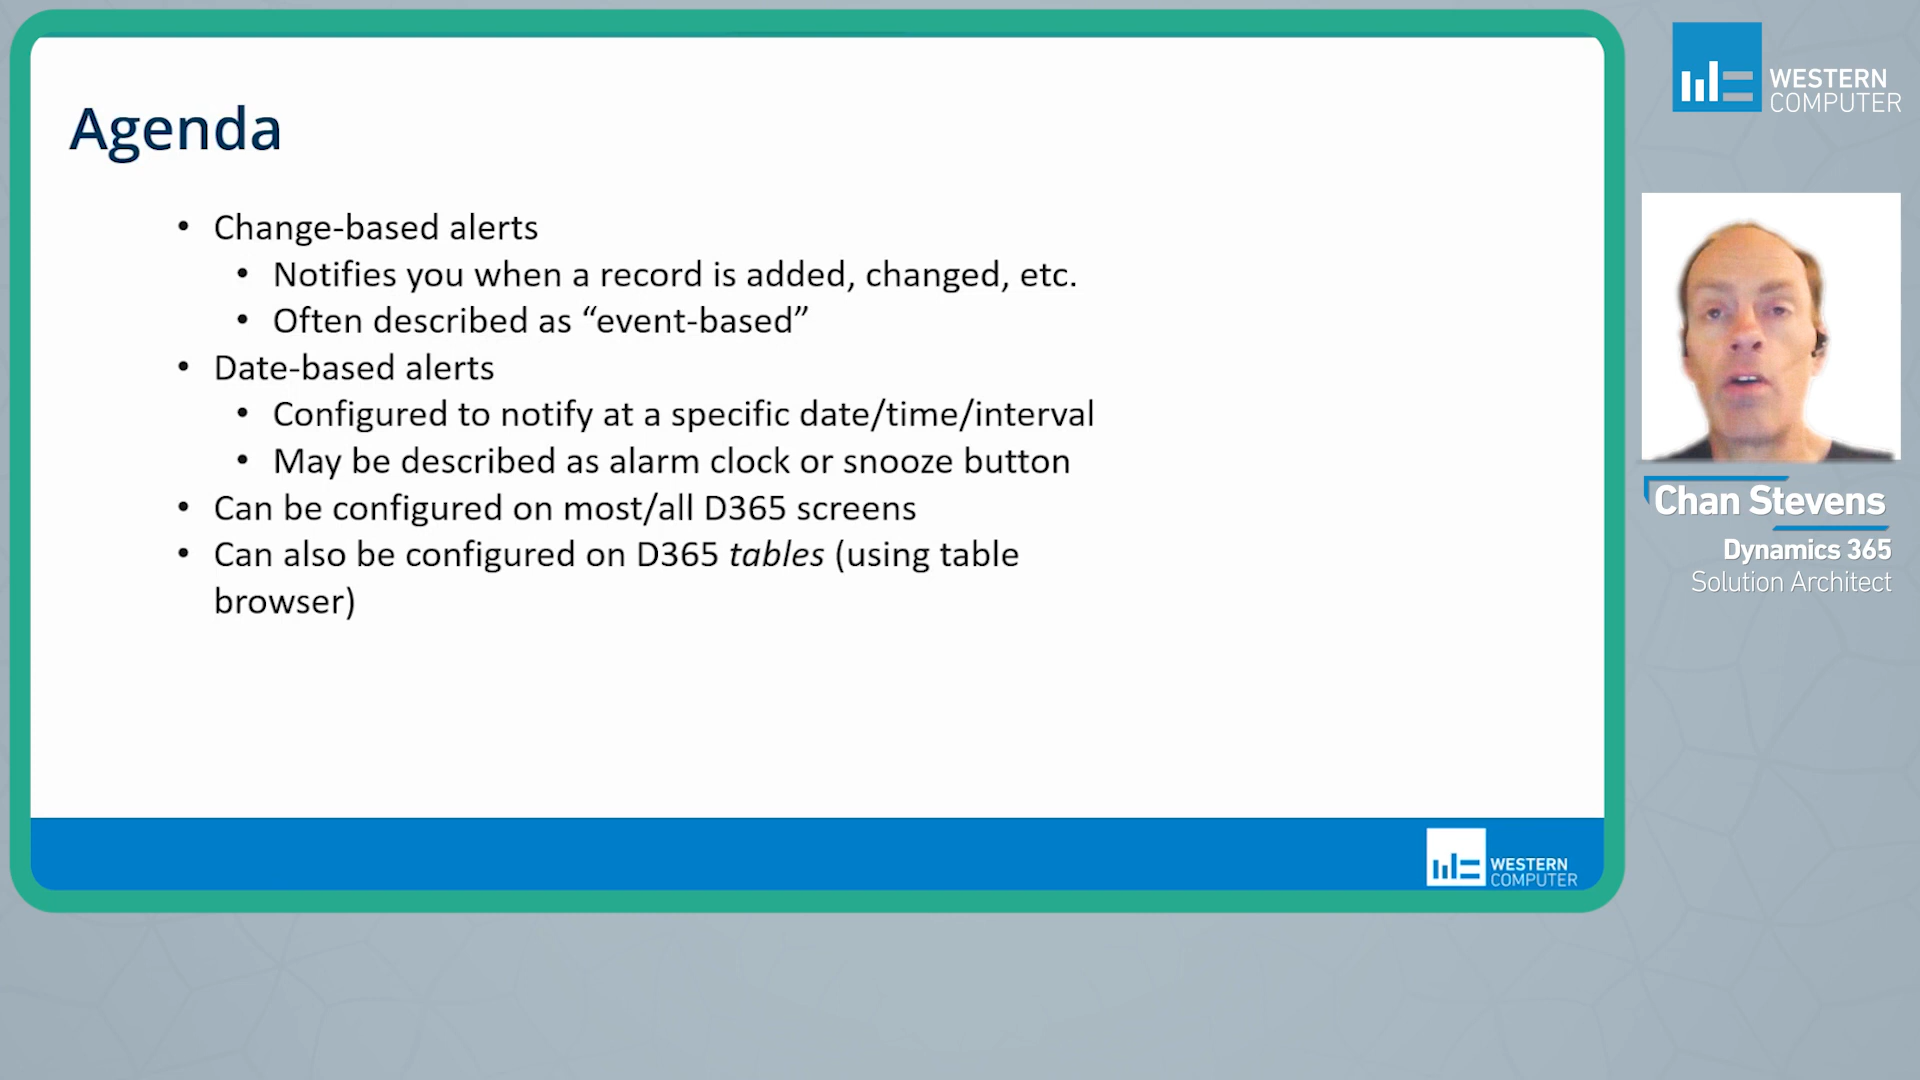 Agenda
• Change-based alerts
• Notifies you when a record is added, changed, etc.
• Often described as “event-based”
• Date-based alerts
• Configured to notify at a specific date/time/interval
• May be described as alarm clock or snooze button
• Can be configured on most/all D365 screens
• Can also be configured on D365 tables (using table
browser)
WESTERN
COMPUTER
WESTERN
COMPUTER
Chan Stevens
Dynamics 365
Solution Architect